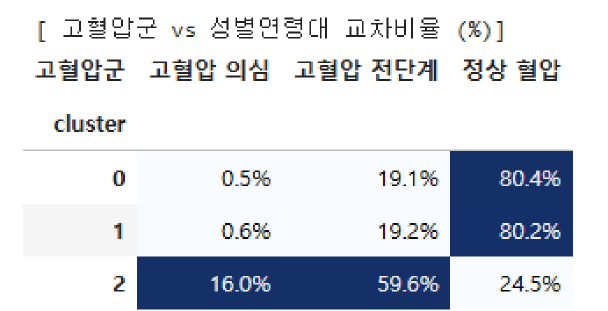 [ 고혈압군 vs 성별연령대 교차비율 (%)]
고혈압군 고혈압 의심 고혈압 전단계 정상 혈압
cluster
0 0.5% 19.1% 80.4%
1 0.6% 19.2% 80.2%
2 16.0% 59.6% 24.5%